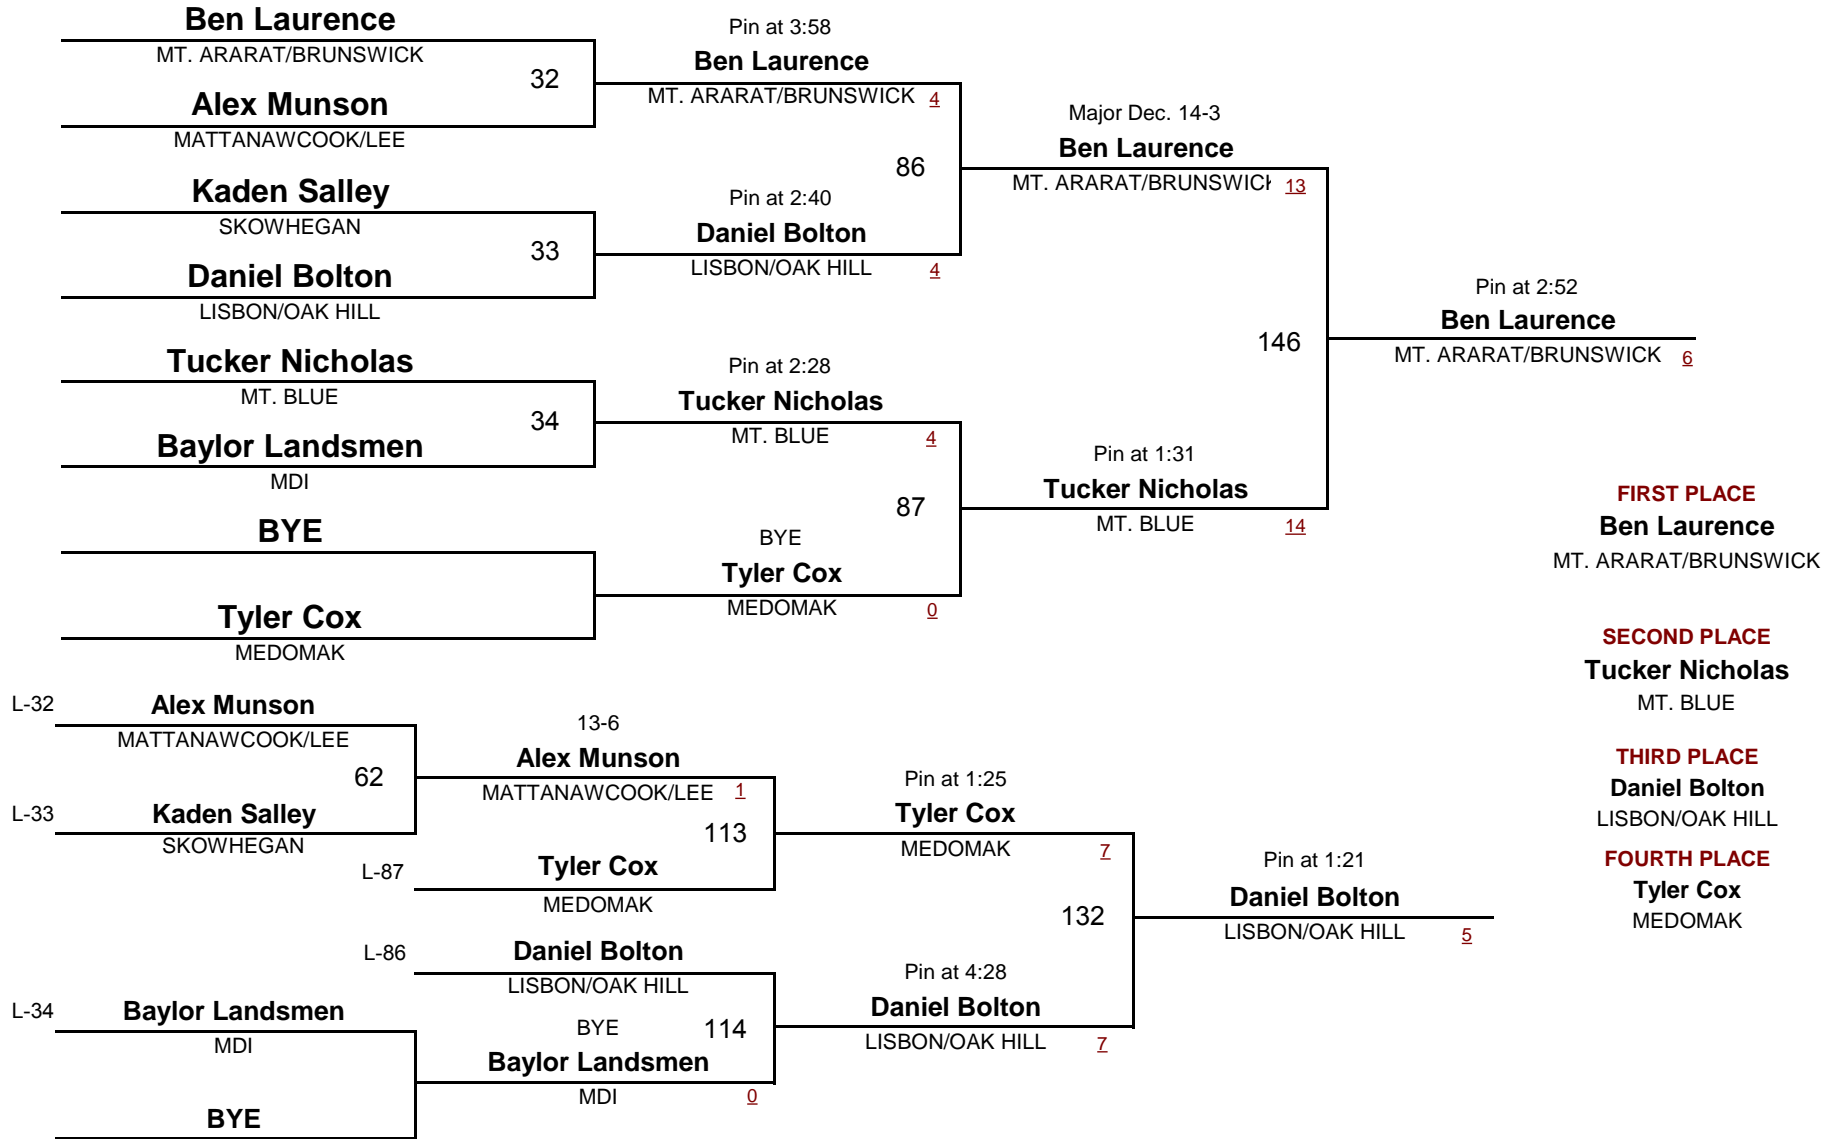 Ben Laurence
MT. ARARAT/BRUNSWICK
32
Alex Munson
MATTANAWCOOK/LEE
Kaden Salley
SKOWHEGAN
33
Daniel Bolton
LISBON/OAK HILL
Tucker Nicholas
MT. BLUE
34
Baylor Landsmen
MDI
BYE
Tyler Cox
MEDOMAK
Pin at 3:58
Ben Laurence
MT. ARARAT/BRUNSWICK 4
86
Pin at 2:40
Daniel Bolton
LISBON/OAK HILL 4
Pin at 2:28
Tucker Nicholas
MT. BLUE 4
87
BYE
Tyler Cox
MEDOMAK 0
Major Dec. 14-3
Ben Laurence
MT. ARARAT/BRUNSWICK 13
146
Pin at 1:31
Tucker Nicholas
MT. BLUE 14
Pin at 2:52
Ben Laurence
MT. ARARAT/BRUNSWICK 6
FIRST PLACE
Ben Laurence
MT. ARARAT/BRUNSWICK
SECOND PLACE
Tucker Nicholas
MT. BLUE
THIRD PLACE
Daniel Bolton
LISBON/OAK HILL
FOURTH PLACE
Tyler Cox
MEDOMAK
L-32 Alex Munson
MATTANAWCOOK/LEE
62
L-33 Kaden Salley
SKOWHEGAN
13-6
Alex Munson
MATTANAWCOOK/LEE 1
113
L-87 Tyler Cox
MEDOMAK
L-86 Daniel Bolton
LISBON/OAK HILL
L-34 Baylor Landsmen
MDI
BYE
BYE 114
Baylor Landsmen
MDI 0
Pin at 1:25
Tyler Cox
MEDOMAK 7
132
Pin at 4:28
Daniel Bolton
LISBON/OAK HILL 7
Pin at 1:21
Daniel Bolton
LISBON/OAK HILL 5